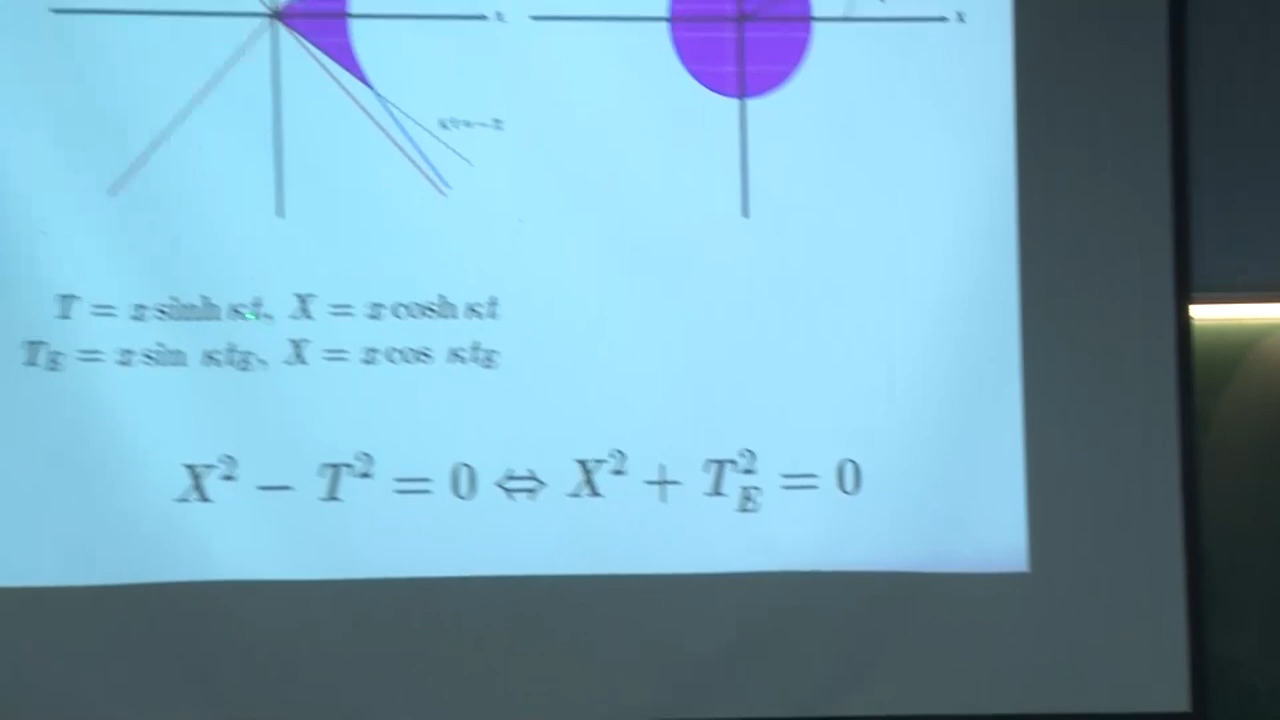 X
T = x sinh κt, X = x cosh κt
T_E = x sin κt_E, X = x cos κt_E
X² − T² = 0 ⇔ X² + T_E² = 0